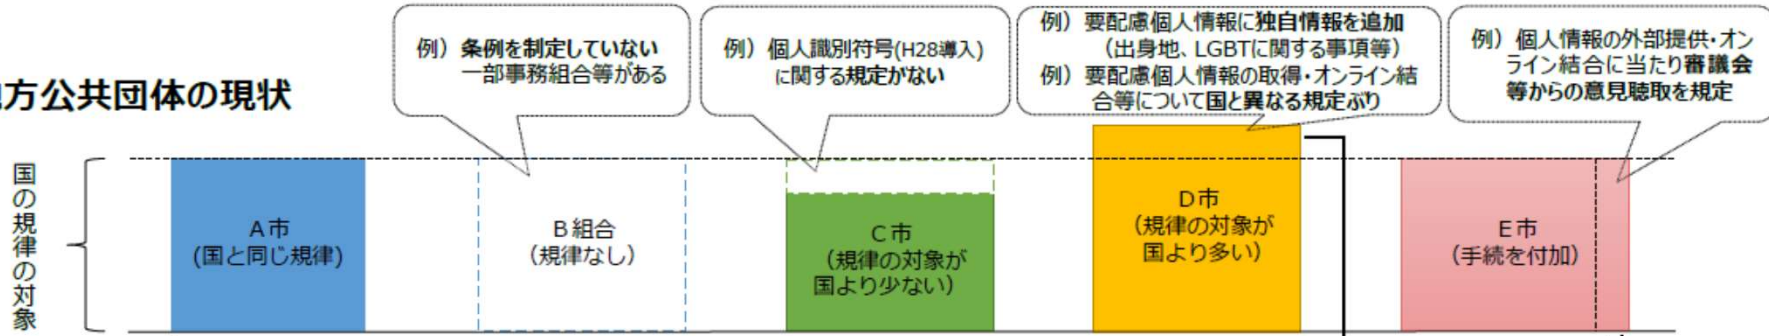 例）条例を制定していない
一部事務組合等がある
例）個人識別符号(H28導入)
に関する規定がない
例）要配慮個人情報に独自情報を追加
（出身地、LGBTに関する事項等）
例）要配慮個人情報の取得・オンライン結
合等について国と異なる規定ぶり
例）個人情報の外部提供・オン
ライン結合に当たり審議会
等からの意見聴取を規定
方公共団体の現状
国の規律の対象
A市
(国と同じ規律)
B組合
（規律なし）
C市
（規律の対象が
国より少ない）
D市
（規律の対象が
国より多い）
E市
（手続を付加）